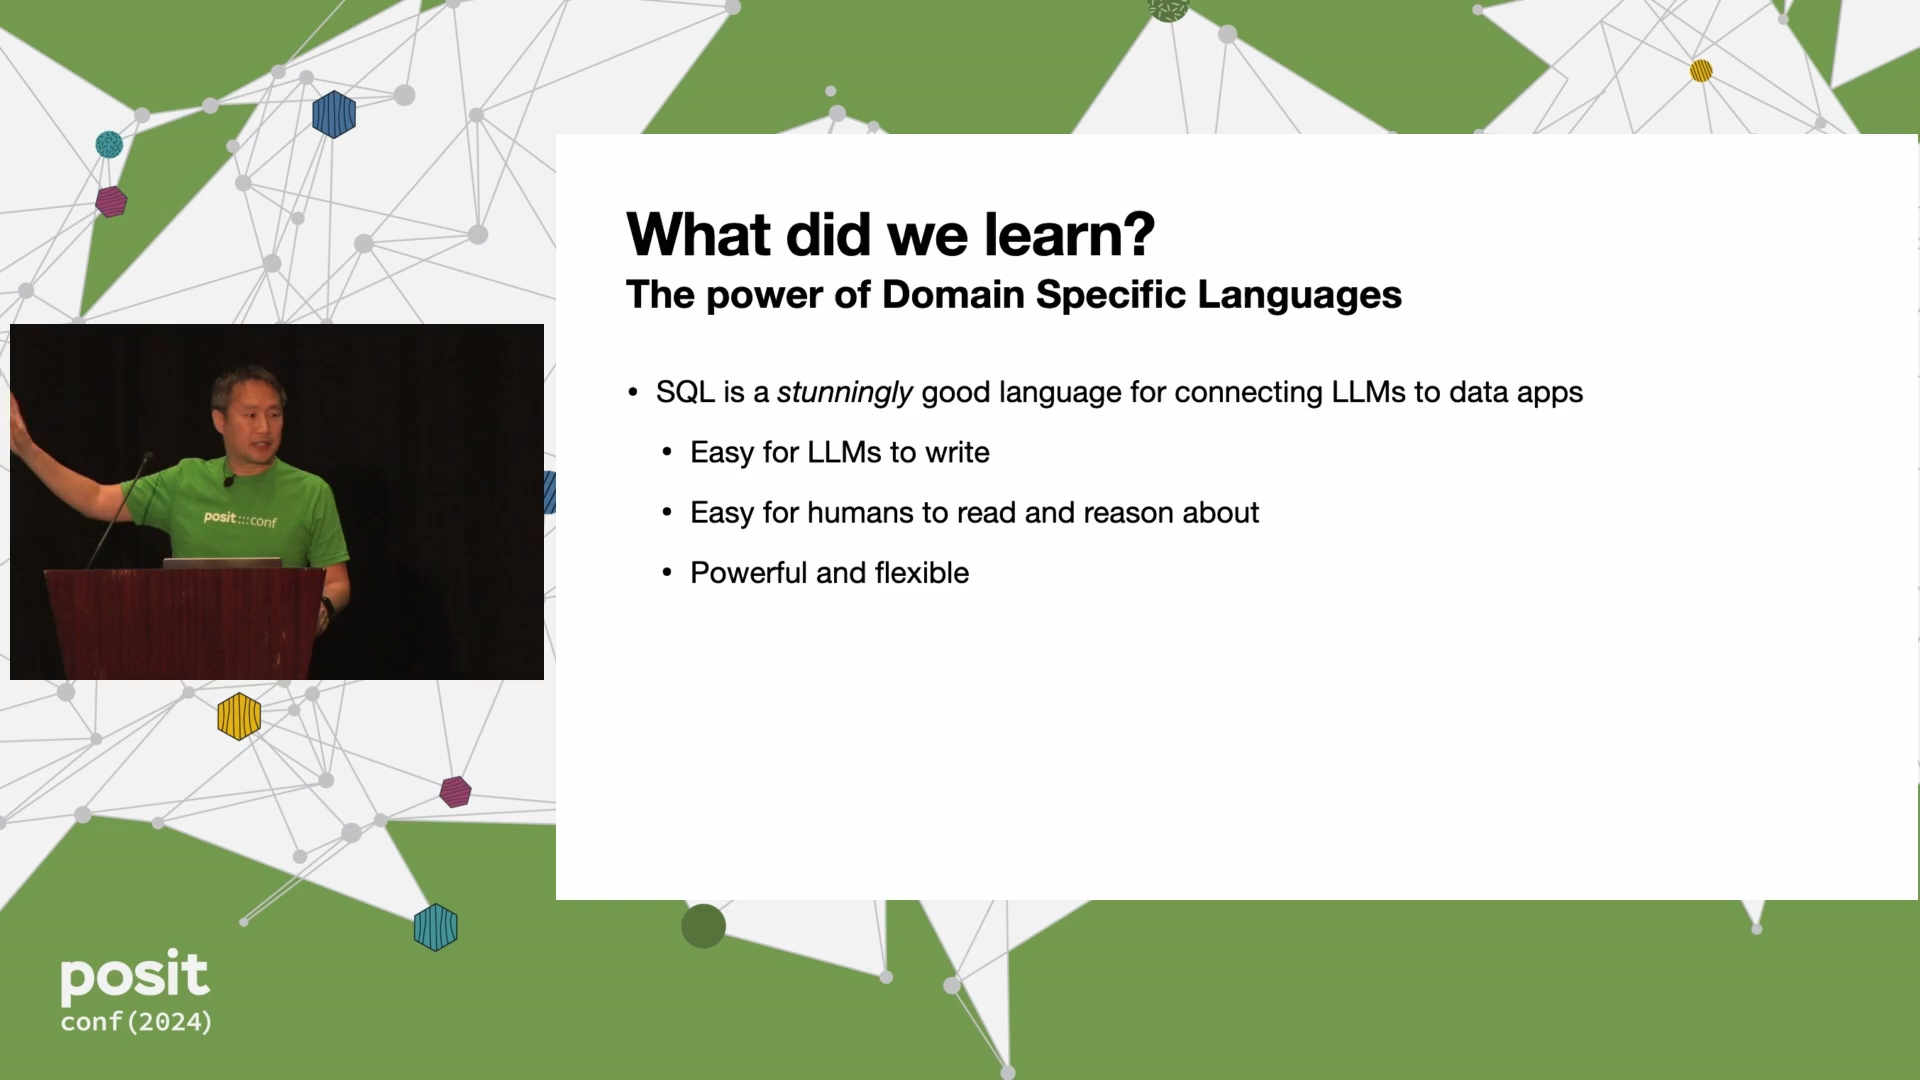 What did we learn?
The power of Domain Specific Languages
• SQL is a stunningly good language for connecting LLMs to data apps
• Easy for LLMs to write
• Easy for humans to read and reason about
• Powerful and flexible
posit:::conf
posit
conf(2024)